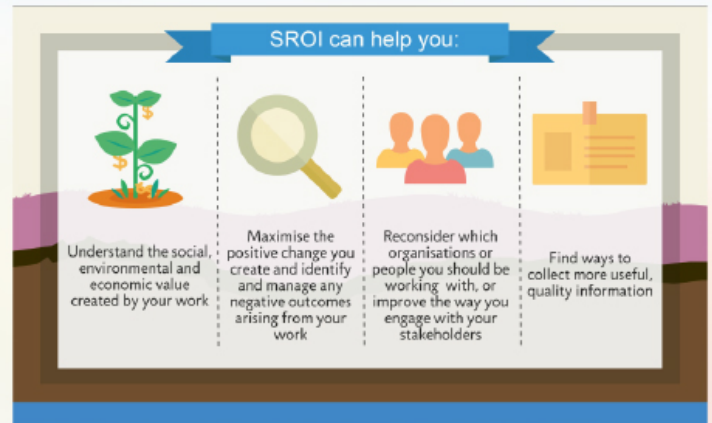 SROI can help you:
Understand the social,
environmental and
economic value
created by your work
Maximise the
positive change you
create and identify
and manage any
negative outcomes
arising from your
work
Reconsider which
organisations or
people you should be
working with, or
improve the way you
engage with your
stakeholders
Find ways to
collect more useful,
quality information